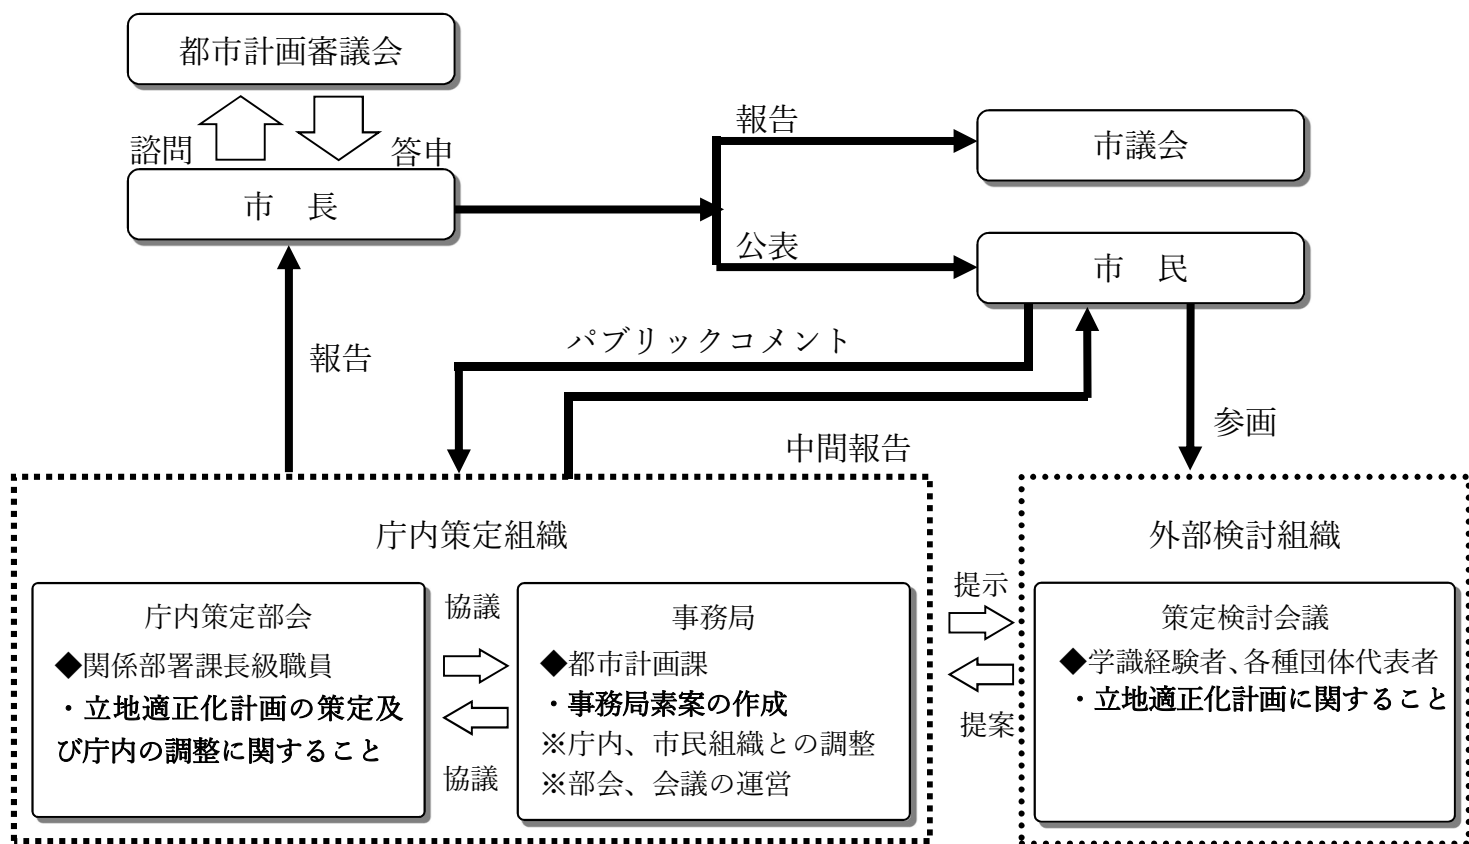 都市計画審議会
諮問
答申
市　長
報告
市議会
公表
市　民
パブリックコメント
報告
中間報告
参画
庁内策定組織
庁内策定部会
◆関係部署課長級職員
・立地適正化計画の策定及
び庁内の調整に関すること
協議
協議
事務局
◆都市計画課
・事務局素案の作成
※庁内、市民組織との調整
※部会、会議の運営
提示
提案
外部検討組織
策定検討会議
◆学識経験者、各種団体代表者
・立地適正化計画に関すること